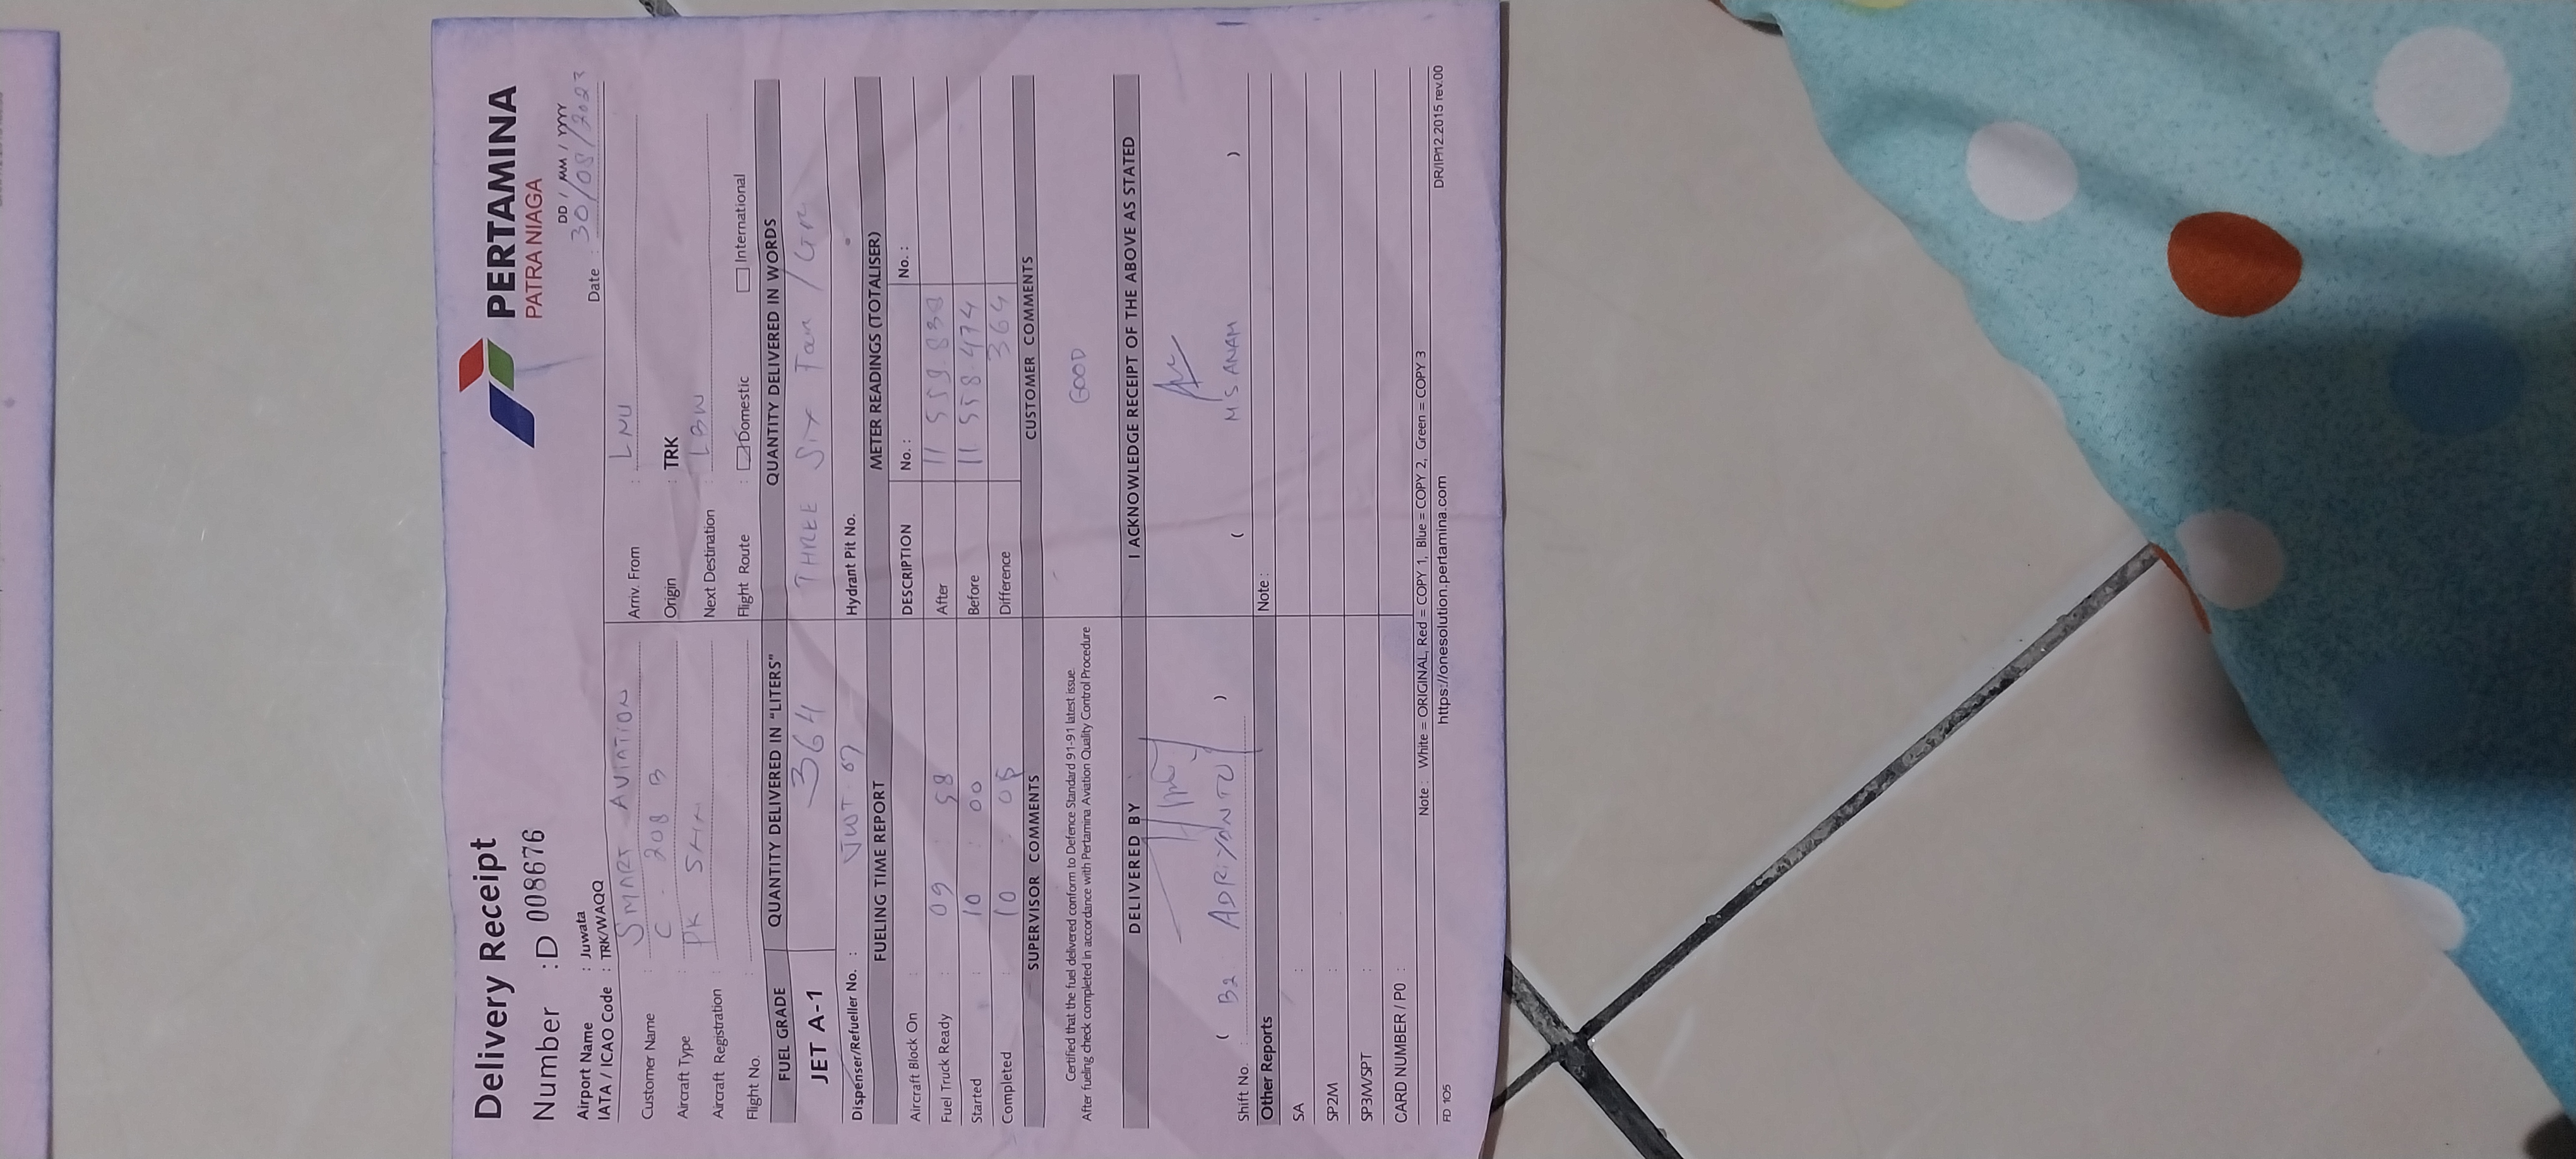 Delivery Receipt
PERTAMINA
PATRA NIAGA
Number : D 008676
DD / MM / YYYY
Date : 30/08/2023
Airport Name : Juwata
IATA / ICAO Code : TRK/WAQQ
Customer Name : SMART AVIATION
Arriv. From : LNU
Aircraft Type : C 208 B
Origin : TRK
Aircraft Registration : PK
Next Destination : LBW
Flight No. :
Flight Route : Domestic International
FUEL GRADE QUANTITY DELIVERED IN "LITERS" QUANTITY DELIVERED IN WORDS
JET A-1 364 THREE SIX Four /
Dispenser/Refueller No. : JWT. 07 Hydrant Pit No.
FUELING TIME REPORT METER READINGS (TOTALISER)
Aircraft Block On : DESCRIPTION No. : No. :
Fuel Truck Ready : 09 58 After
Started : 10 : 00 Before 11 558.474
Completed : 10 : 05 Difference 364
SUPERVISOR COMMENTS CUSTOMER COMMENTS
Certified that the fuel delivered conform to Defence Standard 91-91 latest issue.
After fueling check completed in accordance with Pertamina Aviation Quality Control Procedure
GOOD
DELIVERED BY I ACKNOWLEDGE RECEIPT OF THE ABOVE AS STATED
Shift No. : ( B2 ADRIYANTO ) ( M S ANAM )
Other Reports Note :
SA :
SP2M :
SP3M/SPT :
CARD NUMBER / P0 :
Note : White = ORIGINAL, Red = COPY 1, Blue = COPY 2, Green = COPY 3
FD 105 https://onesolution.pertamina.com DR/IP12.2015 rev.00